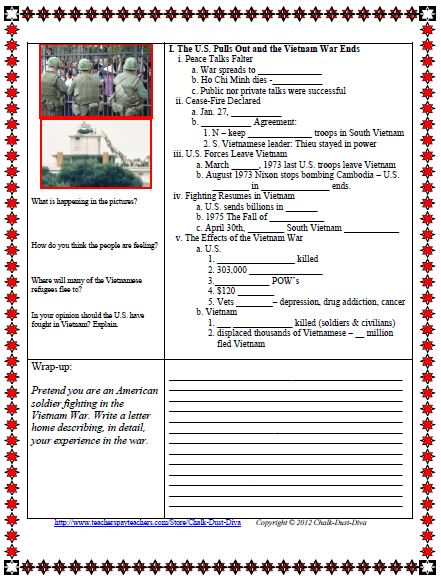 I. The U.S. Pulls Out and the Vietnam War Ends
i. Peace Talks Falter
a. War spreads to _______________
b. Ho Chi Minh dies -____________
c. Public nor private talks were successful
ii. Cease-Fire Declared
a. Jan. 27, _______
b. ____________ Agreement:
1. N – keep _______________ troops in South Vietnam
2. S. Vietnamese leader: Thieu stayed in power
iii. U.S. Forces Leave Vietnam
a. March ______, 1973 last U.S. troops leave Vietnam
b. August 1973 Nixon stops bombing Cambodia – U.S.
________ in ________________ ends.
iv. Fighting Resumes in Vietnam
a. U.S. sends billions in _______
b. 1975 The Fall of ____________
c. April 30th, ________ South Vietnam _____________
v. The Effects of the Vietnam War
a. U.S.
1. __________________ killed
2. 303,000 _________________
3. _____________ POW’s
4. $120 ________
5. Vets ________– depression, drug addiction, cancer
b. Vietnam
1. ___ ______________ killed (soldiers & civilians)
2. displaced thousands of Vietnamese – __ million
fled Vietnam
What is happening in the pictures?
How do you think the people are feeling?
Where will many of the Vietnamese
refugees flee to?
In your opinion should the U.S. have
fought in Vietnam? Explain.
Wrap-up:
Pretend you are an American
soldier fighting in the
Vietnam War. Write a letter
home describing, in detail,
your experience in the war.
http://www.teacherspayteachers.com/Store/Chalk-Dust-Diva Copyright © 2012 Chalk-Dust-Diva